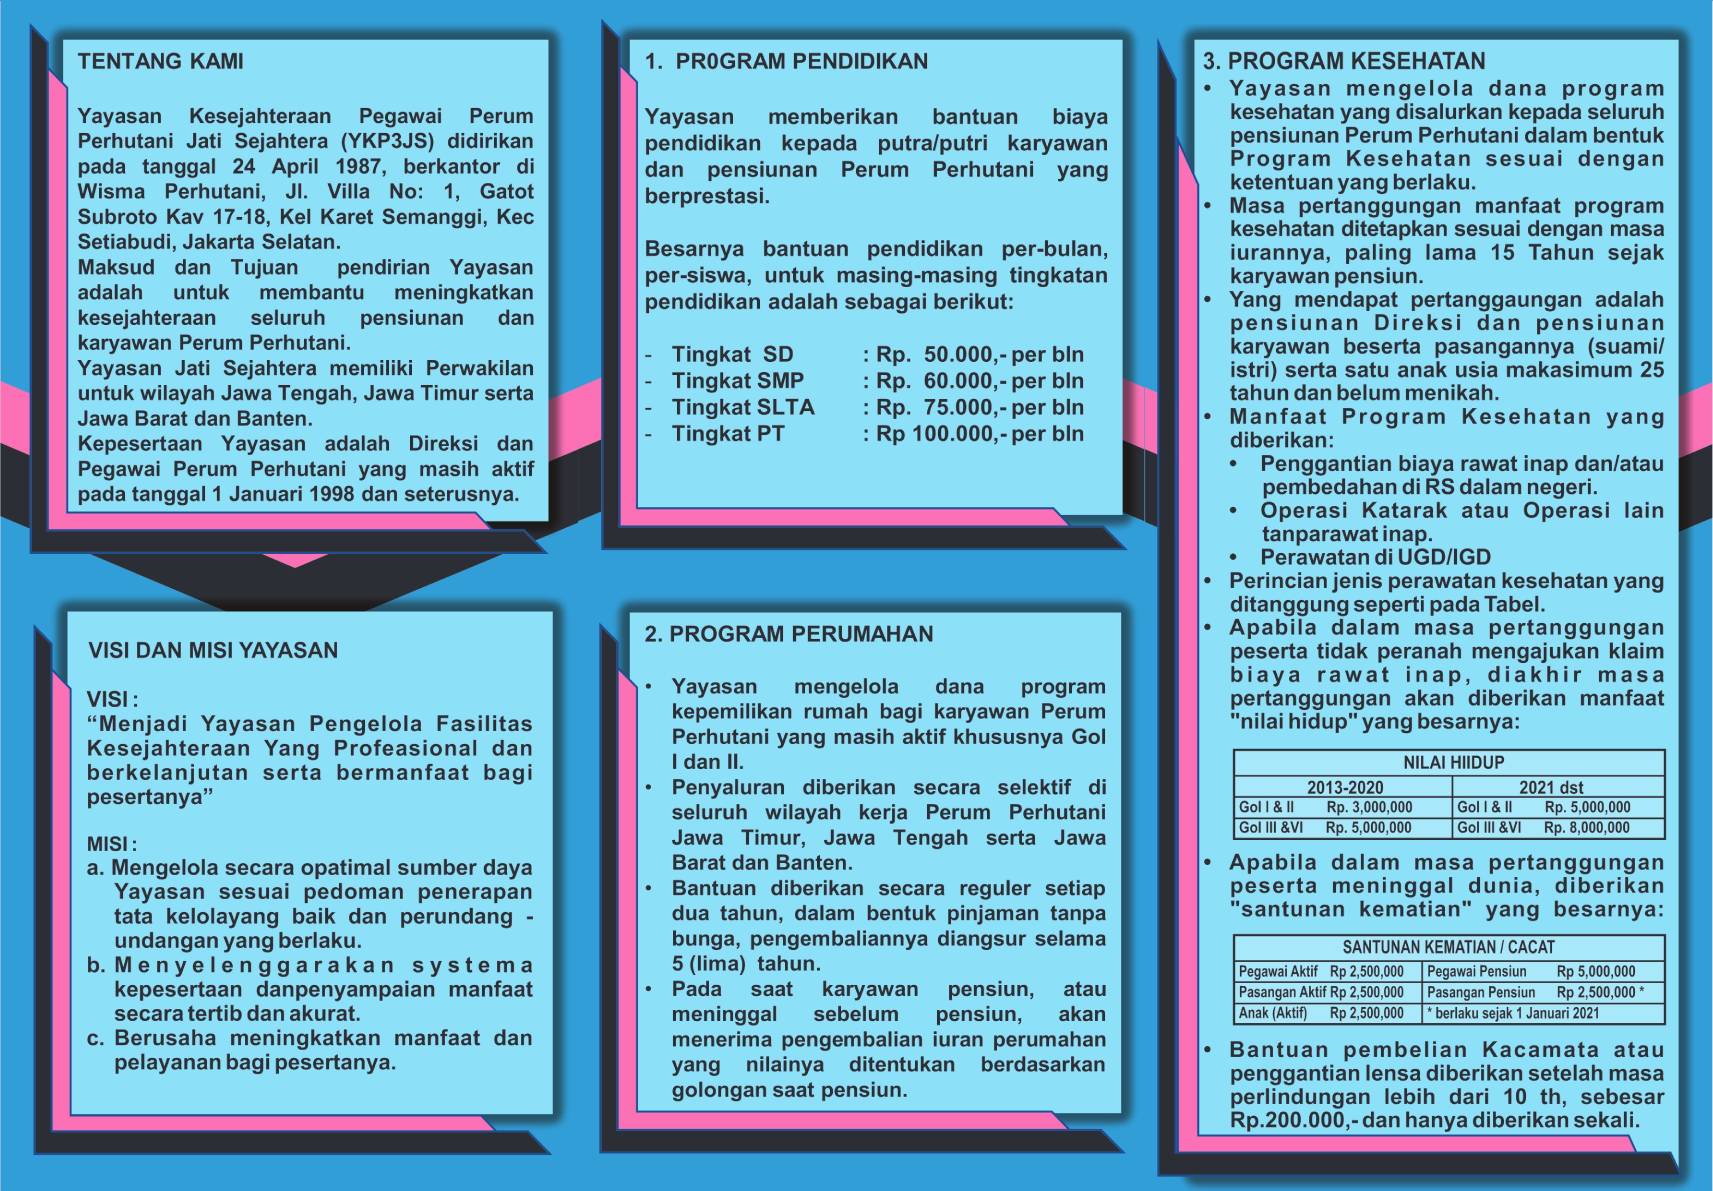 TENTANG KAMI
Yayasan Kesejahteraan Pegawai Perum
Perhutani Jati Sejahtera (YKP3JS) didirikan
pada tanggal 24 April 1987, berkantor di
Wisma Perhutani, Jl. Villa No: 1, Gatot
Subroto Kav 17-18, Kel Karet Semanggi, Kec
Setiabudi, Jakarta Selatan.
Maksud dan Tujuan pendirian Yayasan
adalah untuk membantu meningkatkan
kesejahteraan seluruh pensiunan dan
karyawan Perum Perhutani.
Yayasan Jati Sejahtera memiliki Perwakilan
untuk wilayah Jawa Tengah, Jawa Timur serta
Jawa Barat dan Banten.
Kepesertaan Yayasan adalah Direksi dan
Pegawai Perum Perhutani yang masih aktif
pada tanggal 1 Januari 1998 dan seterusnya.
VISI DAN MISI YAYASAN
VISI :
“Menjadi Yayasan Pengelola Fasilitas
Kesejahteraan Yang Profeasional dan
berkelanjutan serta bermanfaat bagi
pesertanya”
MISI :
a. Mengelola secara opatimal sumber daya
Yayasan sesuai pedoman penerapan
tata kelolayang baik dan perundang -
undangan yang berlaku.
b. Menyelenggarakan systema
kepesertaan danpenyampaian manfaat
secara tertib dan akurat.
c. Berusaha meningkatkan manfaat dan
pelayanan bagi pesertanya.
1. PR0GRAM PENDIDIKAN
Yayasan memberikan bantuan biaya
pendidikan kepada putra/putri karyawan
dan pensiunan Perum Perhutani yang
berprestasi.
Besarnya bantuan pendidikan per-bulan,
per-siswa, untuk masing-masing tingkatan
pendidikan adalah sebagai berikut:
- Tingkat SD : Rp. 50.000,- per bln
- Tingkat SMP : Rp. 60.000,- per bln
- Tingkat SLTA : Rp. 75.000,- per bln
- Tingkat PT : Rp 100.000,- per bln
2. PROGRAM PERUMAHAN
• Yayasan mengelola dana program
kepemilikan rumah bagi karyawan Perum
Perhutani yang masih aktif khususnya Gol
I dan II.
• Penyaluran diberikan secara selektif di
seluruh wilayah kerja Perum Perhutani
Jawa Timur, Jawa Tengah serta Jawa
Barat dan Banten.
• Bantuan diberikan secara reguler setiap
dua tahun, dalam bentuk pinjaman tanpa
bunga, pengembaliannya diangsur selama
5 (lima) tahun.
• Pada saat karyawan pensiun, atau
meninggal sebelum pensiun, akan
menerima pengembalian iuran perumahan
yang nilainya ditentukan berdasarkan
golongan saat pensiun.
3. PROGRAM KESEHATAN
• Yayasan mengelola dana program
kesehatan yang disalurkan kepada seluruh
pensiunan Perum Perhutani dalam bentuk
Program Kesehatan sesuai dengan
ketentuan yang berlaku.
• Masa pertanggungan manfaat program
kesehatan ditetapkan sesuai dengan masa
iurannya, paling lama 15 Tahun sejak
karyawan pensiun.
• Yang mendapat pertanggaungan adalah
pensiunan Direksi dan pensiunan
karyawan beserta pasangannya (suami/
istri) serta satu anak usia makasimum 25
tahun dan belum menikah.
• Manfaat Program Kesehatan yang
diberikan:
• Penggantian biaya rawat inap dan/atau
pembedahan di RS dalam negeri.
• Operasi Katarak atau Operasi lain
tanparawat inap.
• Perawatan di UGD/IGD
• Perincian jenis perawatan kesehatan yang
ditanggung seperti pada Tabel.
• Apabila dalam masa pertanggungan
peserta tidak peranah mengajukan klaim
biaya rawat inap, diakhir masa
pertanggungan akan diberikan manfaat
"nilai hidup" yang besarnya:
NILAI HIIDUP
2013-2020 2021 dst
Gol I & II Rp. 3,000,000 Gol I & II Rp. 5,000,000
Gol III &VI Rp. 5,000,000 Gol III &VI Rp. 8,000,000
• Apabila dalam masa pertanggungan
peserta meninggal dunia, diberikan
"santunan kematian" yang besarnya:
SANTUNAN KEMATIAN / CACAT
Pegawai Aktif Rp 2,500,000 Pegawai Pensiun Rp 5,000,000
Pasangan Aktif Rp 2,500,000 Pasangan Pensiun Rp 2,500,000 *
Anak (Aktif) Rp 2,500,000 * berlaku sejak 1 Januari 2021
• Bantuan pembelian Kacamata atau
penggantian lensa diberikan setelah masa
perlindungan lebih dari 10 th, sebesar
Rp.200.000,- dan hanya diberikan sekali.